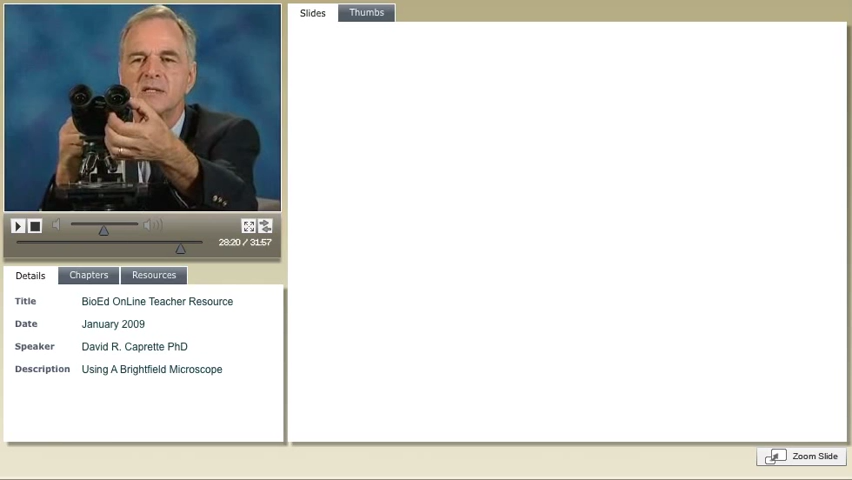 Slides
Thumbs
28:20 / 31:57
Details
Chapters
Resources
Title BioEd OnLine Teacher Resource
Date January 2009
Speaker David R. Caprette PhD
Description Using A Brightfield Microscope
Zoom Slide